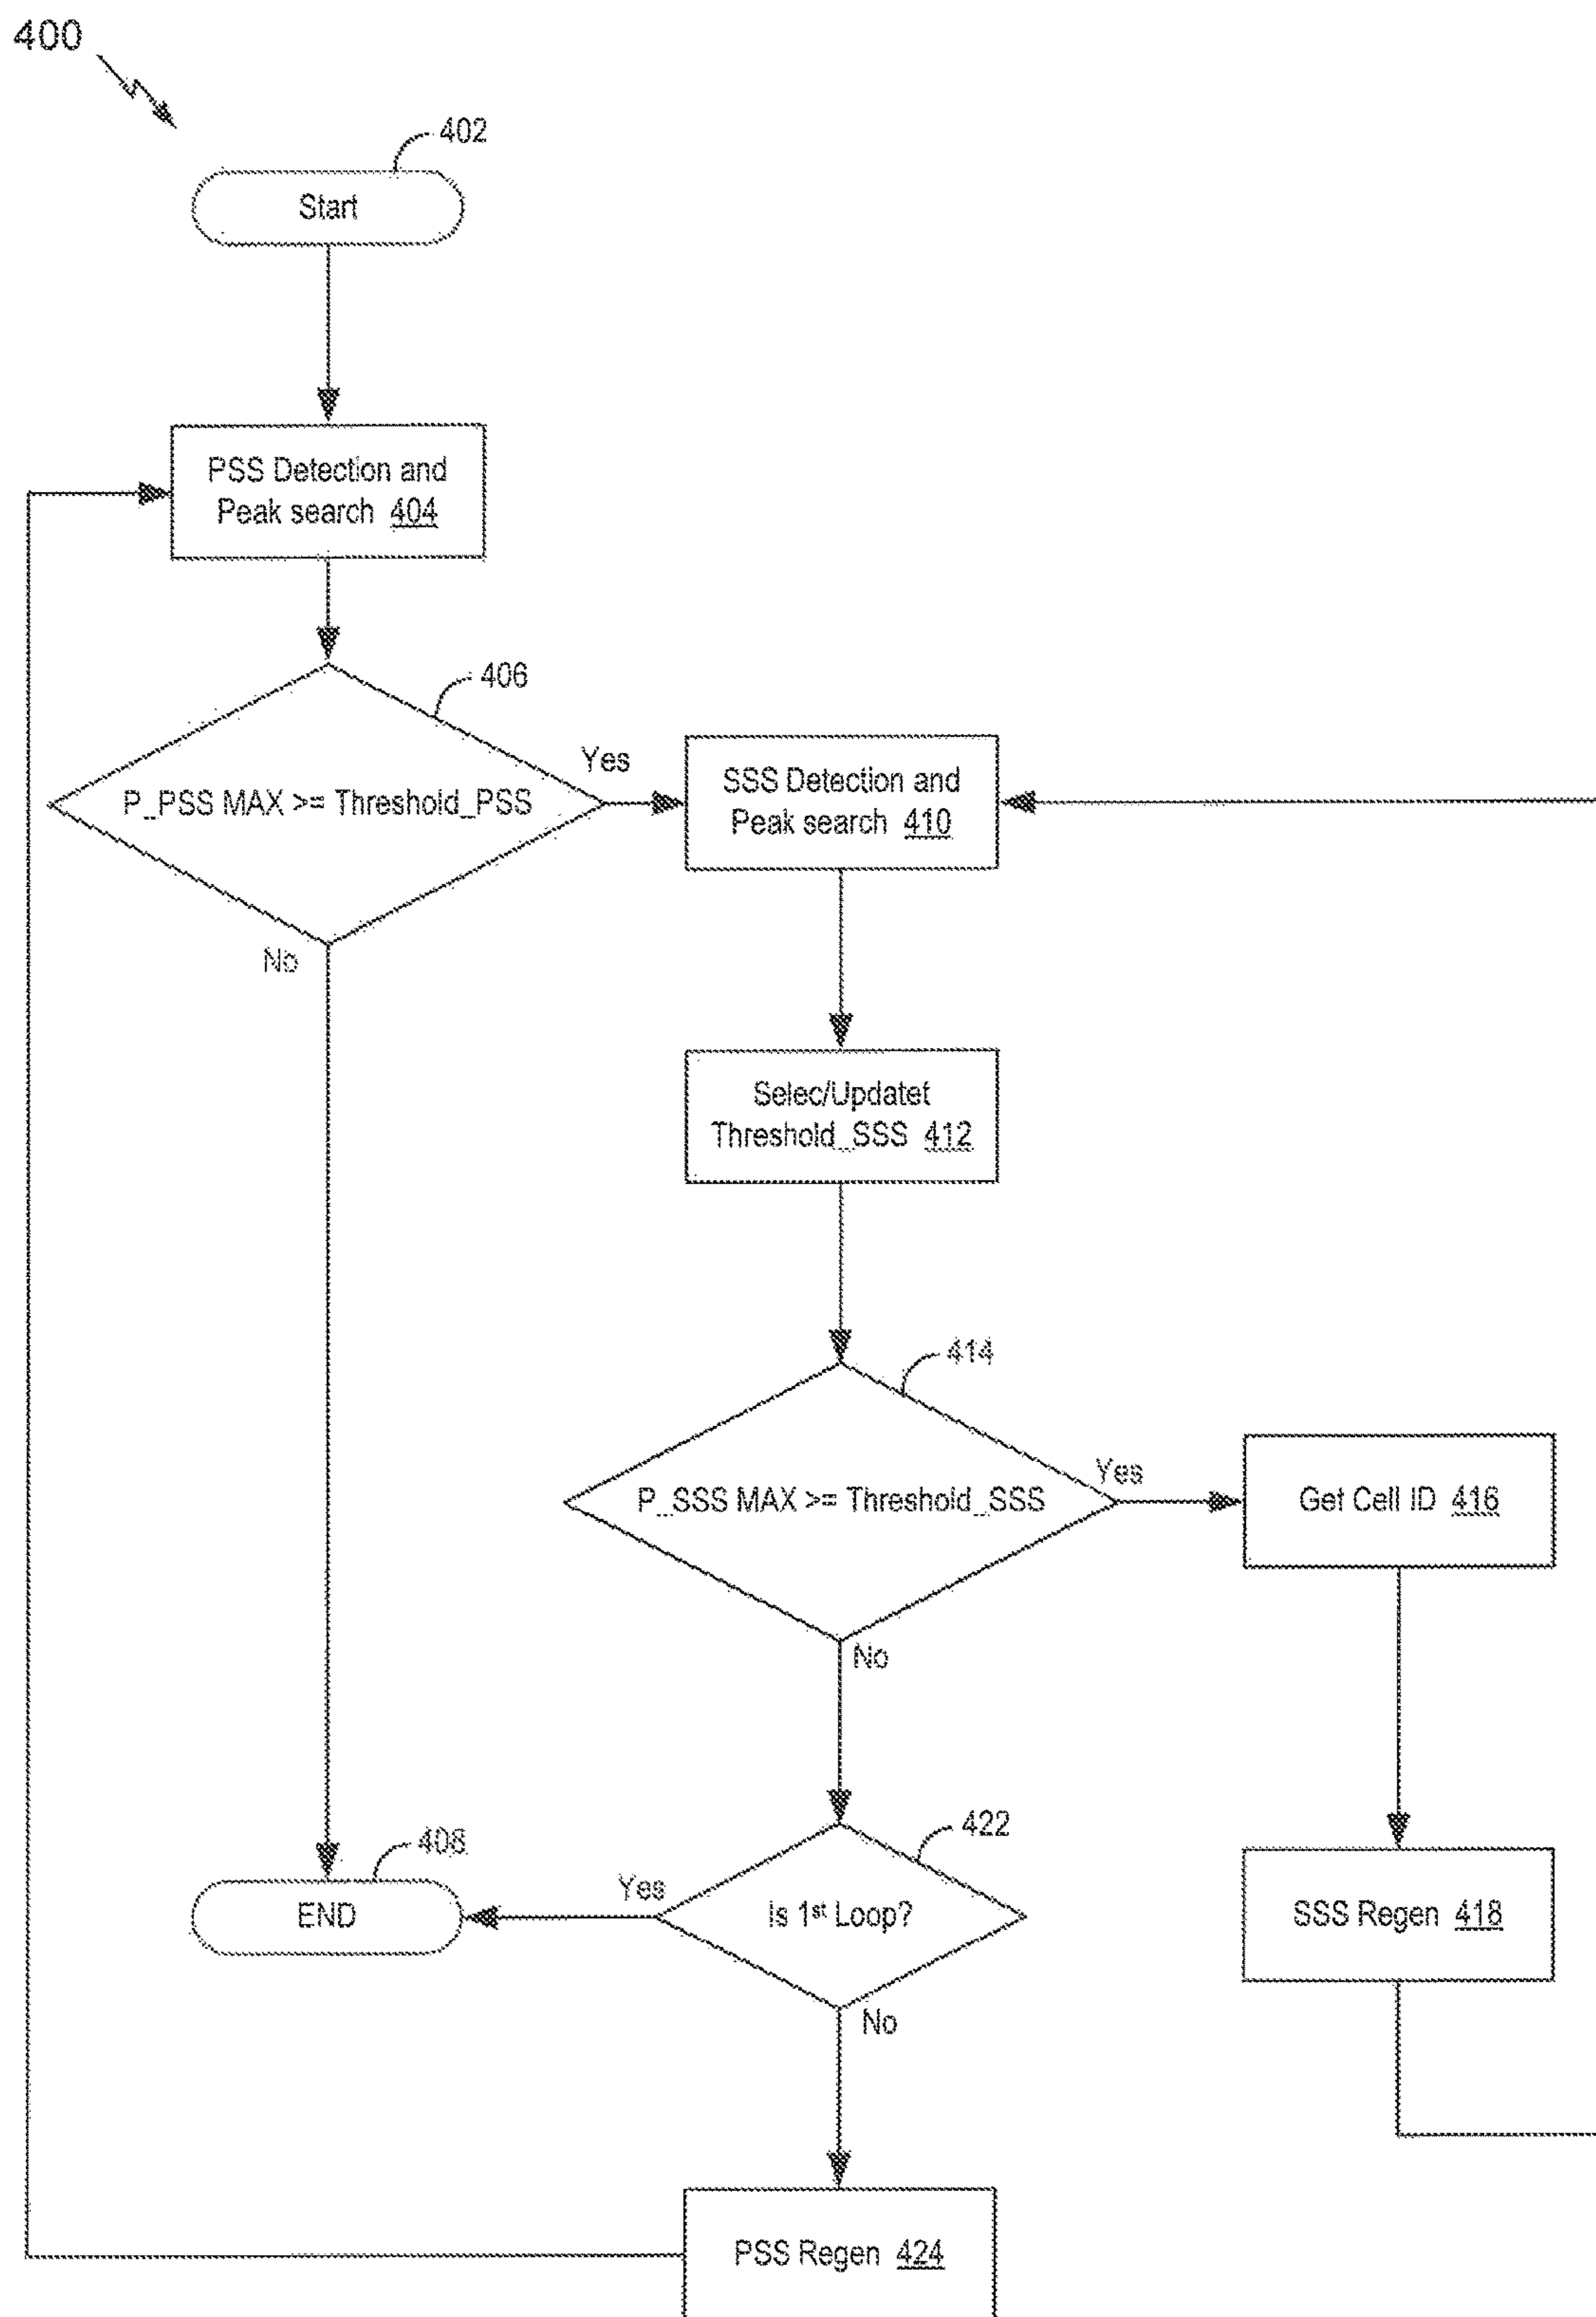 400
402
Start
PSS Detection and
Peak search 404
406
P_PSS MAX >= Threshold_PSS
Yes
No
SSS Detection and
Peak search 410
Selec/Updatet
Threshold_SSS 412
414
P_SSS MAX >= Threshold_SSS
Yes
No
Get Cell ID 416
SSS Regen 418
422
Is 1st Loop?
Yes
No
408
END
PSS Regen 424